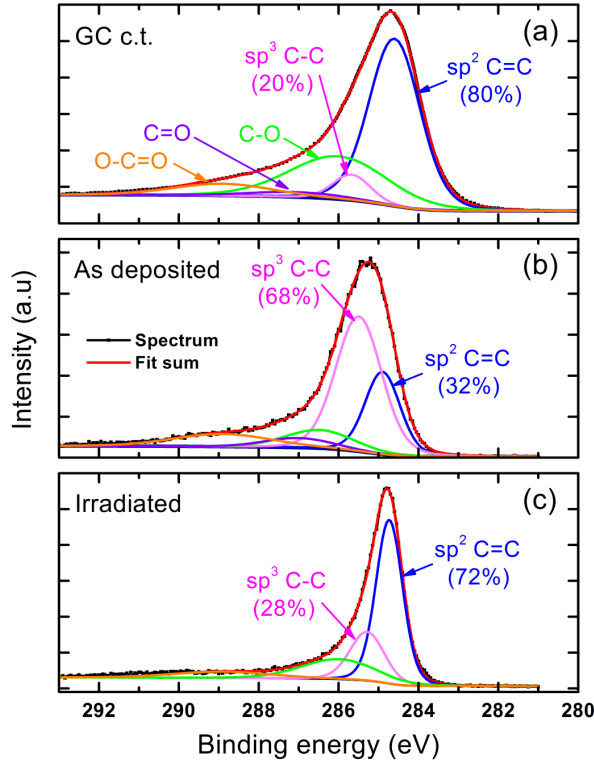 GC c.t.
(a)
sp³ C-C
(20%)
sp² C=C
(80%)
C=O
C-O
O-C=O
As deposited
(b)
sp³ C-C
(68%)
Spectrum
Fit sum
sp² C=C
(32%)
Irradiated
(c)
sp² C=C
(72%)
sp³ C-C
(28%)
Intensity (a.u)
292 290 288 286 284 282 280
Binding energy (eV)